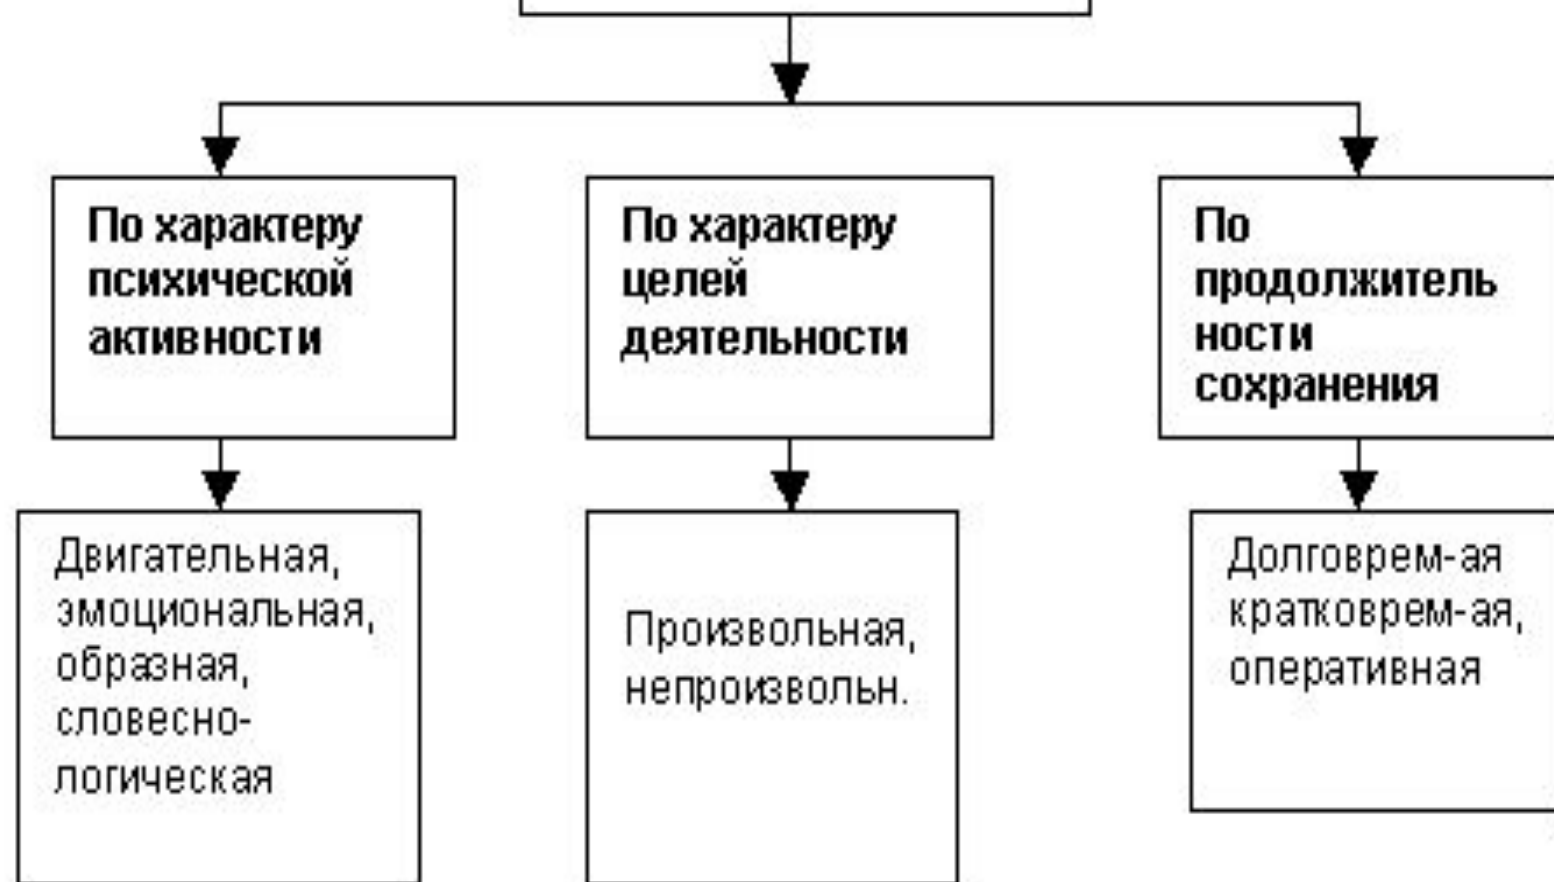 По характеру
психической
активности
По характеру
целей
деятельности
По
продолжитель
ности
сохранения
Двигательная,
эмоциональная,
образная,
словесно-
логическая
Произвольная,
непроизвольн.
Долговрем-ая
кратковрем-ая,
оперативная